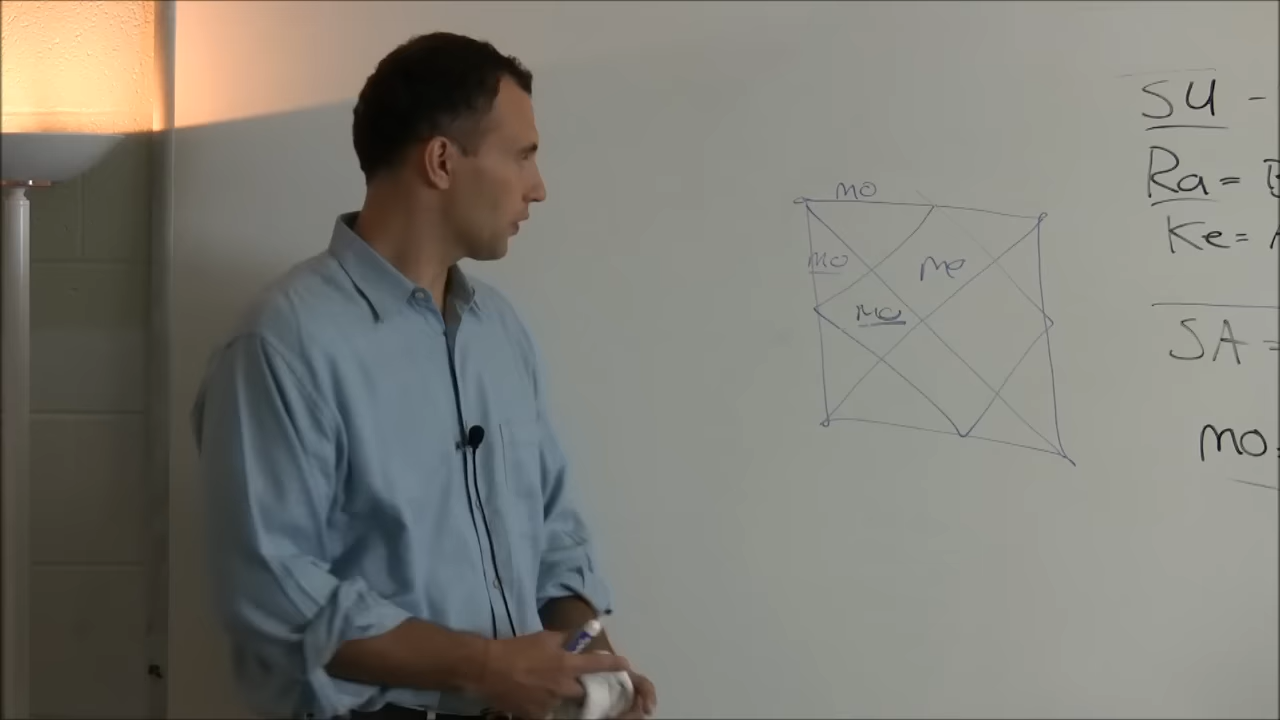 MO
MO
Me
MO
SU -
Ra =
Ke =
SA =
MO